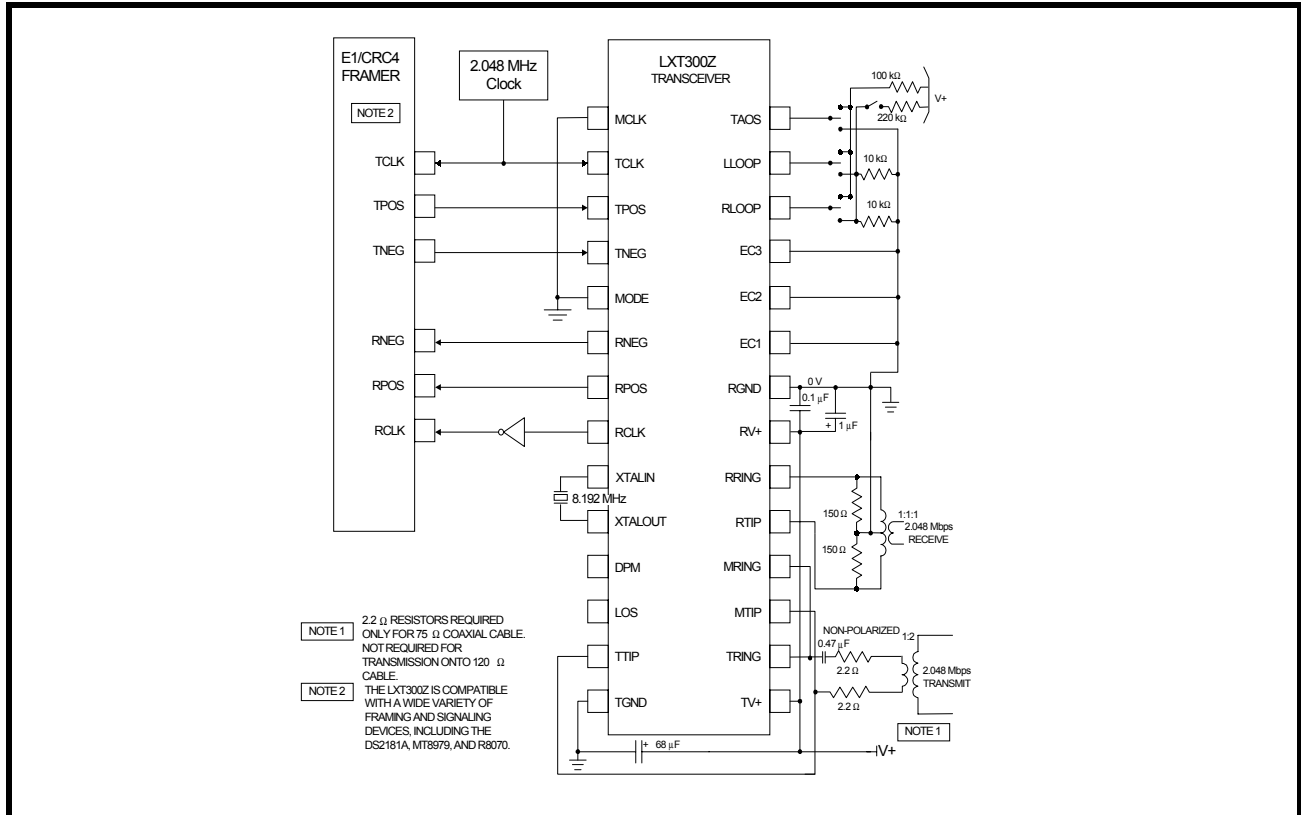 E1/CRC4
FRAMER
NOTE 2
TCLK
TPOS
TNEG
RNEG
RPOS
RCLK
2.048 MHz
Clock
LXT300Z
TRANSCEIVER
MCLK
TCLK
TPOS
TNEG
MODE
RNEG
RPOS
RCLK
XTALIN
XTALOUT
DPM
LOS
TTIP
TGND
8.192 MHz
TAOS
LLOOP
RLOOP
EC3
EC2
EC1
RGND
RV+
RRING
RTIP
MRING
MTIP
TRING
TV+
100 kΩ
V+
220 kΩ
10 kΩ
10 kΩ
0 V
0.1 µF
+ 1 µF
150 Ω
150 Ω
1:1:1
2.048 Mbps
RECEIVE
NON-POLARIZED
0.47 µF
1:2
2.2 Ω
2.2 Ω
2.048 Mbps
TRANSMIT
NOTE 1
+ 68 µF
V+
NOTE 1
2.2 Ω RESISTORS REQUIRED
ONLY FOR 75 Ω COAXIAL CABLE.
NOT REQUIRED FOR
TRANSMISSION ONTO 120 Ω
CABLE.
NOTE 2
THE LXT300Z IS COMPATIBLE
WITH A WIDE VARIETY OF
FRAMING AND SIGNALING
DEVICES, INCLUDING THE
DS2181A, MT8979, AND R8070.